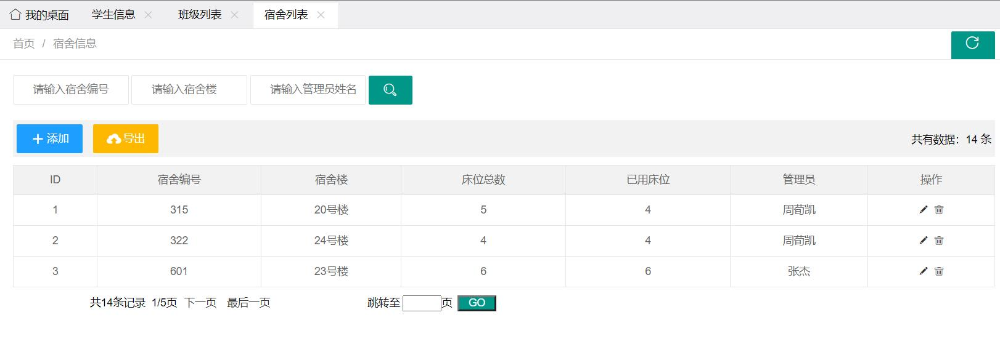 我的桌面 学生信息 班级列表 宿舍列表
首页 / 宿舍信息
请输入宿舍编号 请输入宿舍楼 请输入管理员姓名
添加 导出 共有数据：14 条
ID 宿舍编号 宿舍楼 床位总数 已用床位 管理员 操作
1 315 20号楼 5 4 周荀凯
2 322 24号楼 4 4 周荀凯
3 601 23号楼 6 6 张杰
共14条记录 1/5页 下一页 最后一页 跳转至 页 GO